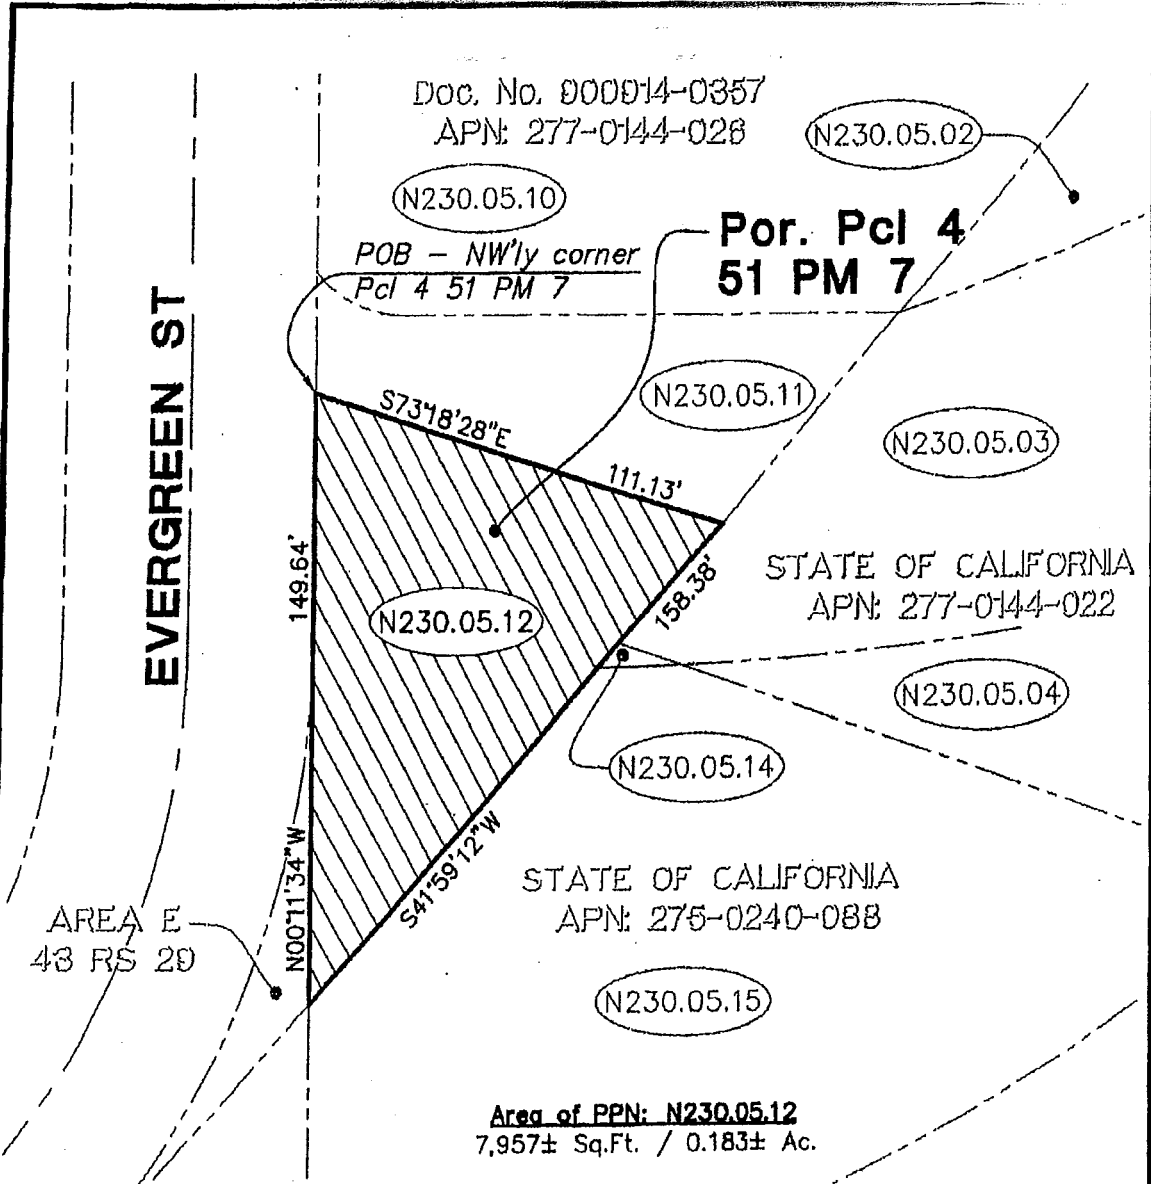 Doc. No. 000914-0357
APN: 277-0144-026
N230.05.02
N230.05.10
Por. Pcl 4
51 PM 7
POB - NW'ly corner
Pcl 4 51 PM 7
EVERGREEN ST
N230.05.11
S73°18'28"E
N230.05.03
111.13'
149.64'
STATE OF CALIFORNIA
APN: 277-0144-022
158.38'
N230.05.12
N230.05.04
N230.05.14
N00°11'34"W
S41°59'12"W
STATE OF CALIFORNIA
APN: 275-0240-088
AREA E
43 RS 29
N230.05.15
Area of PPN: N230.05.12
7,957± Sq.Ft. / 0.183± Ac.